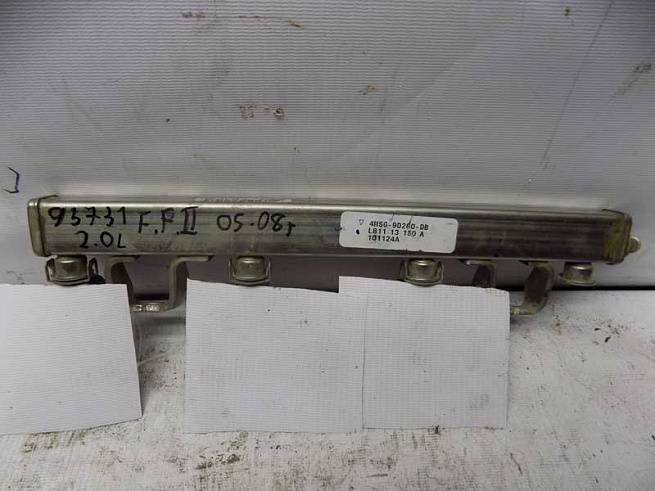 93731 F.F.II 05-08г
2.0L
4M5G-9D280-DB
L811 13 150 A
101124A